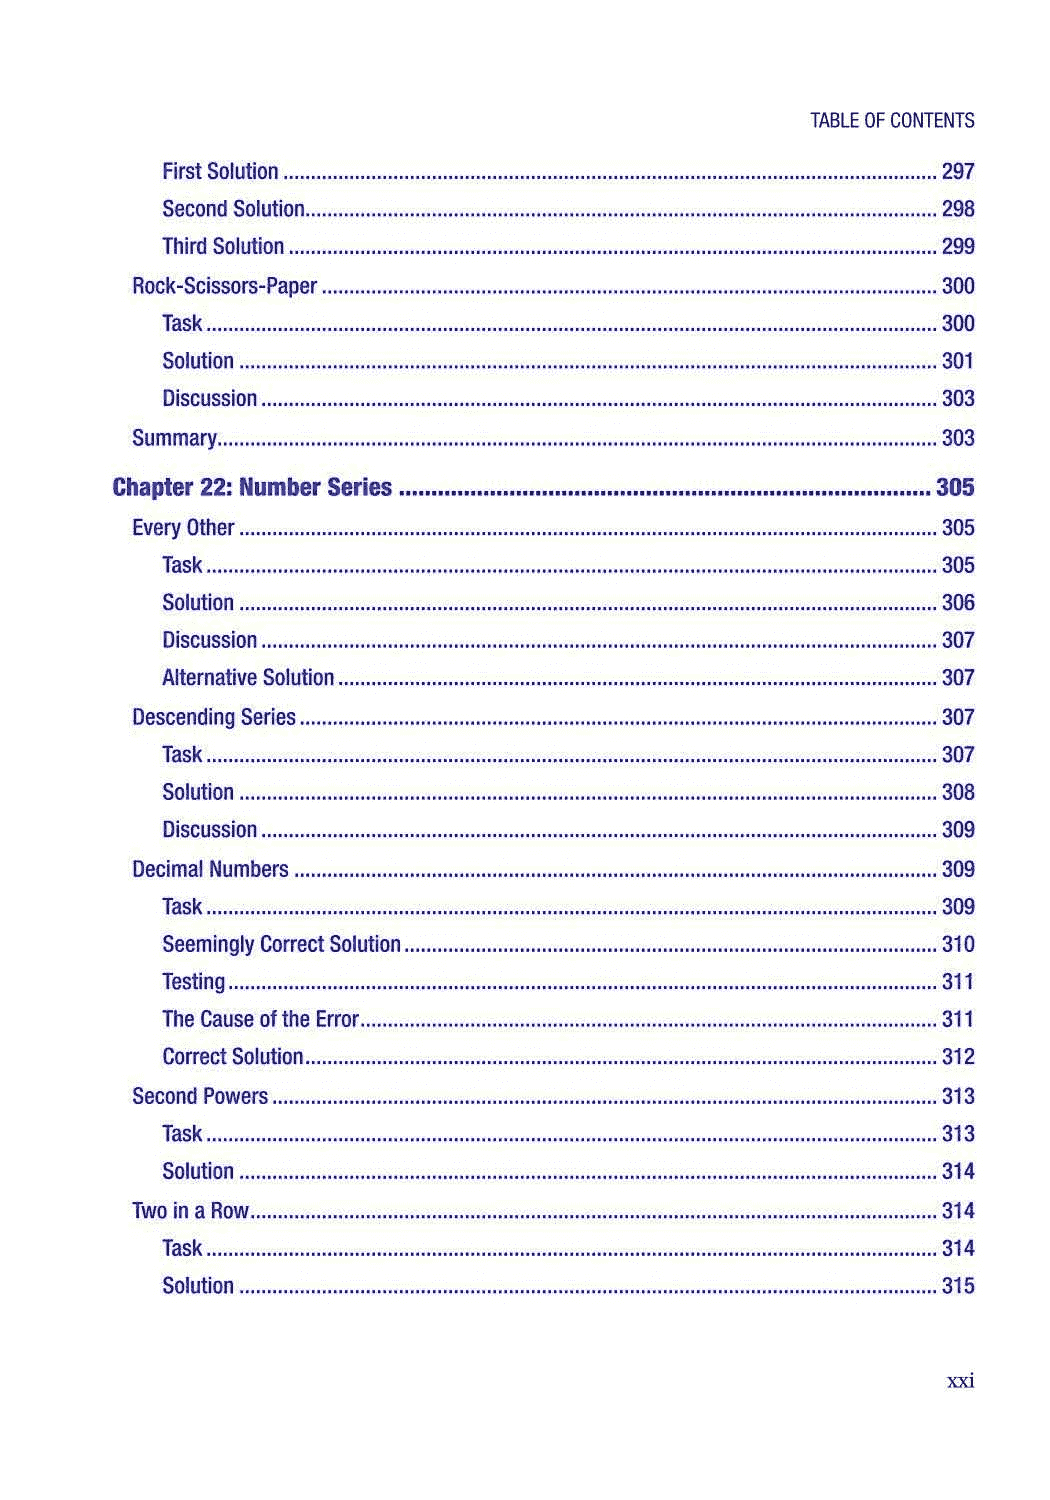 TABLE OF CONTENTS
First Solution ........ 297
Second Solution........ 298
Third Solution ........ 299
Rock-Scissors-Paper ........ 300
Task ........ 300
Solution ........ 301
Discussion ........ 303
Summary........ 303
Chapter 22: Number Series ........ 305
Every Other ........ 305
Task ........ 305
Solution ........ 306
Discussion ........ 307
Alternative Solution ........ 307
Descending Series ........ 307
Task ........ 307
Solution ........ 308
Discussion ........ 309
Decimal Numbers ........ 309
Task ........ 309
Seemingly Correct Solution ........ 310
Testing ........ 311
The Cause of the Error........ 311
Correct Solution........ 312
Second Powers ........ 313
Task ........ 313
Solution ........ 314
Two in a Row........ 314
Task ........ 314
Solution ........ 315
xxi